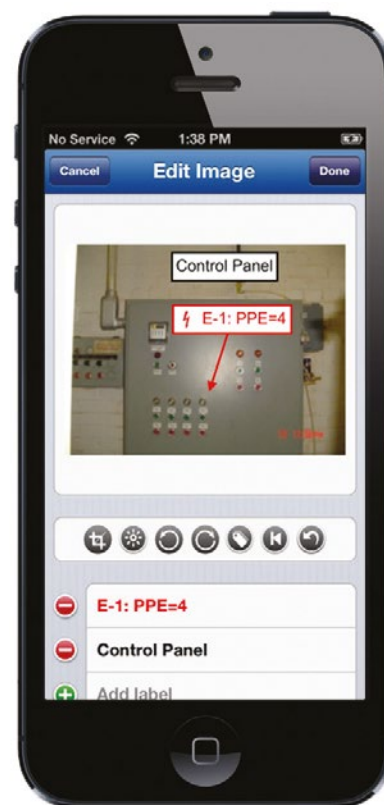 No Service 1:38 PM
Cancel Edit Image Done
Control Panel
E-1: PPE=4
E-1: PPE=4
Control Panel
Add label